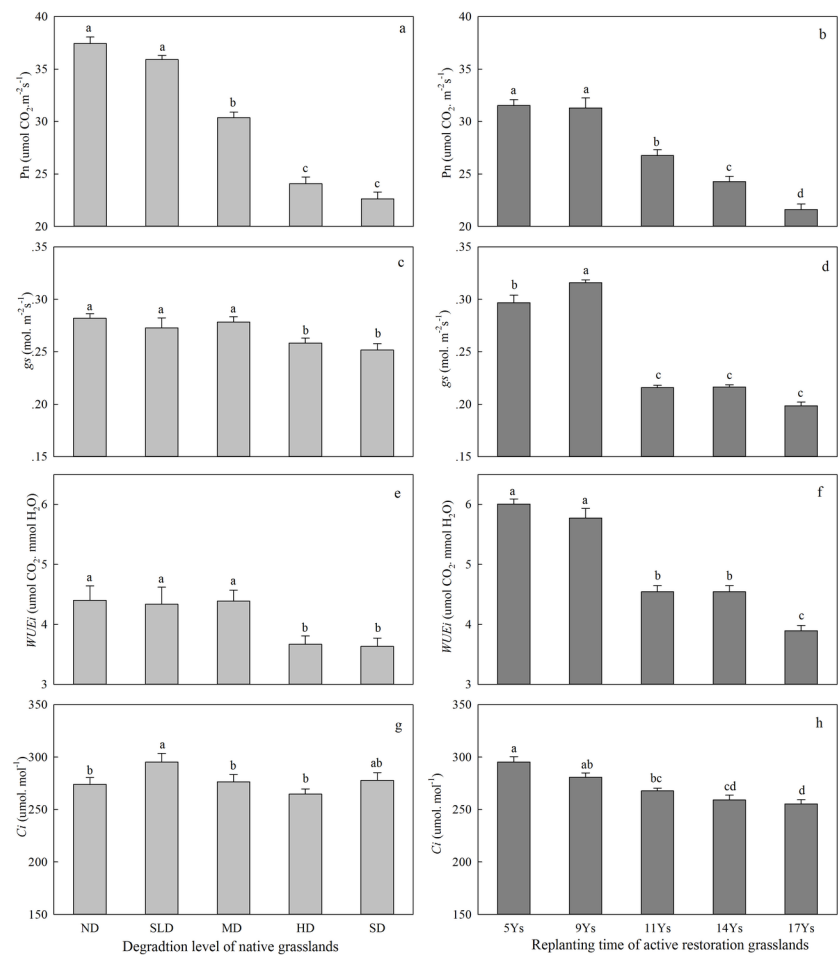 a
Pn (umol CO2.m-2s-1)
40
35
30
25
20
a
a
b
c
c
b
Pn (umol CO2. m-2s-1)
40
35
30
25
20
a
a
b
c
d
c
gs (mol. m-2s-1)
.35
.30
.25
.20
.15
a
a
a
b
b
d
gs (mol. m-2s-1)
.35
.30
.25
.20
.15
b
a
c
c
c
e
WUEi (umol CO2. mmol H2O)
6
5
4
3
a
a
a
b
b
f
WUEi (umol CO2. mmol H2O)
6
5
4
3
a
a
b
b
c
g
Ci (umol. mol-1)
350
300
250
200
150
b
a
b
b
ab
ND SLD MD HD SD
Degradtion level of native grasslands
h
Ci (umol. mol-1)
350
300
250
200
150
a
ab
bc
cd
d
5Ys 9Ys 11Ys 14Ys 17Ys
Replanting time of active restoration grasslands